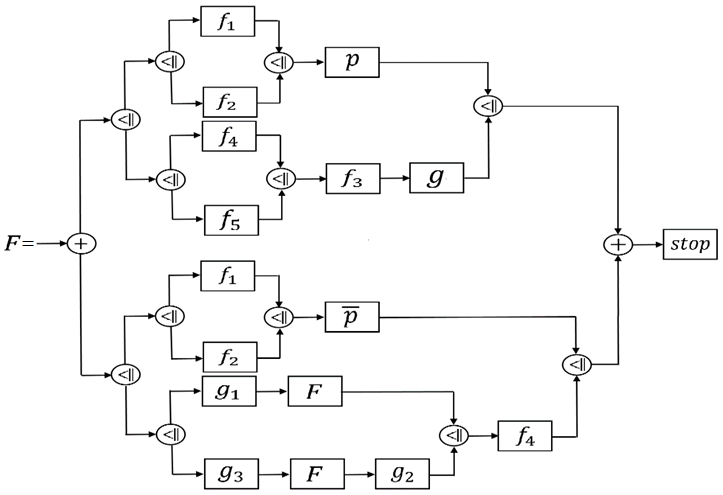 f₁
<||
<||
p
f₂
<||
<||
f₄
<||
<||
f₃
g
f₅
F=
+
+
stop
f₁
<||
<||
p̅
f₂
<||
<||
g₁
F
<||
<||
f₄
g₃
F
g₂